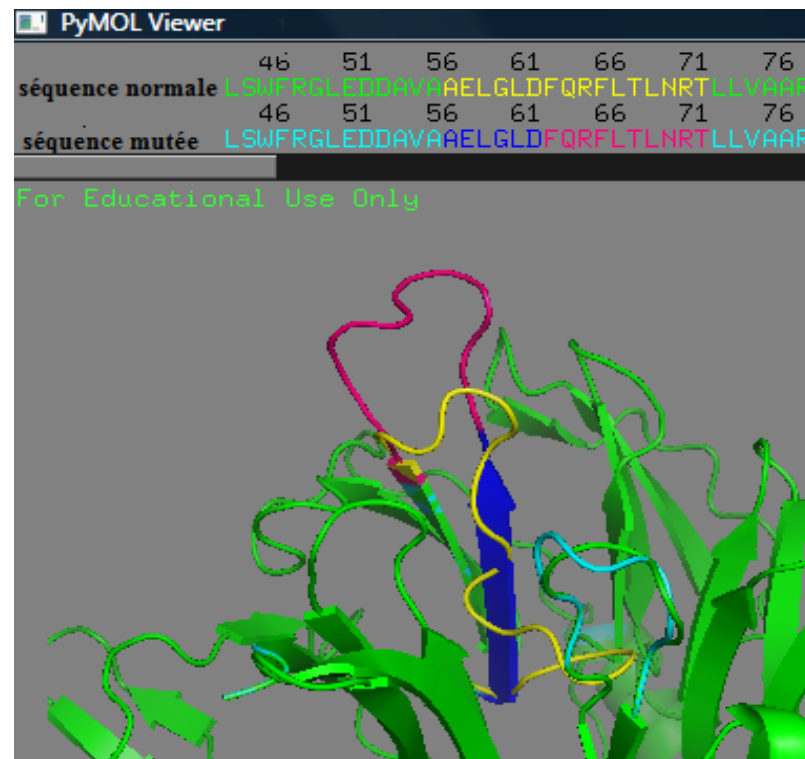 PyMOL Viewer
46 51 56 61 66 71 76
séquence normale LSWFRGLEDDAVAAELGLDFQRFLTLNRTLLVAAR
46 51 56 61 66 71 76
séquence mutée LSWFRGLEDDAVAAELGLDFQRFLTLNRTLLVAAR
For Educational Use Only